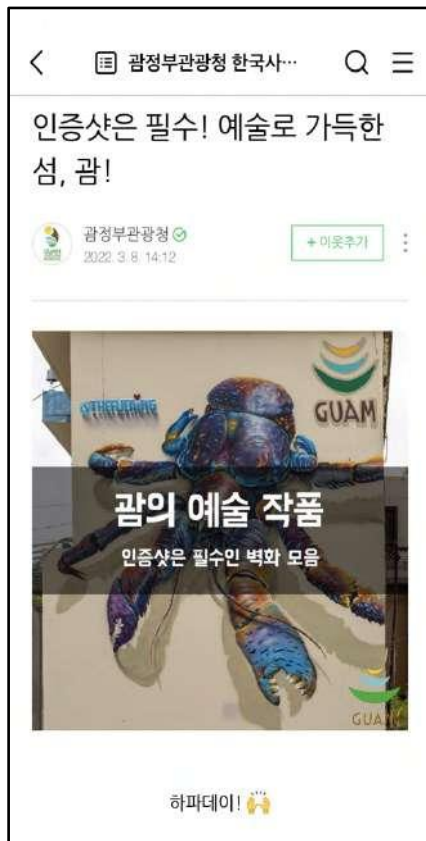 괌정부관광청 한국사…
인증샷은 필수! 예술로 가득한
섬, 괌!
괌정부관광청
2022. 3. 8. 14:12
+ 이웃추가
GUAM
괌의 예술 작품
인증샷은 필수인 벽화 모음
GUAM
하파데이! 🙌